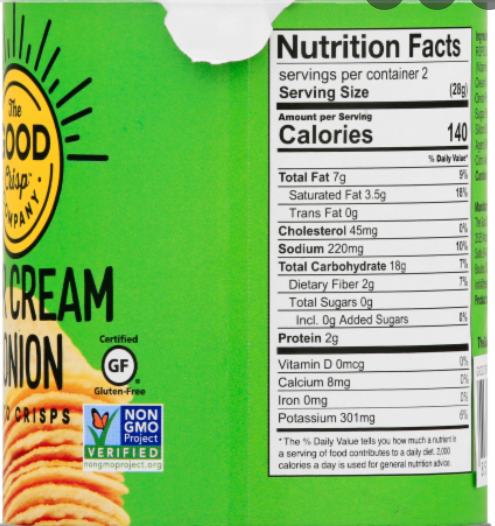 The
GOOD
Crisp
COMPANY
CREAM
ONION
CRISPS
Certified
GF
Gluten-Free
NON
GMO
Project
VERIFIED
nongmoproject.org
Nutrition Facts
servings per container 2
Serving Size (28g)
Amount per Serving
Calories 140
% Daily Value*
Total Fat 7g 9%
Saturated Fat 3.5g 18%
Trans Fat 0g
Cholesterol 45mg 0%
Sodium 220mg 10%
Total Carbohydrate 18g 7%
Dietary Fiber 2g 7%
Total Sugars 0g
Incl. 0g Added Sugars 0%
Protein 2g
Vitamin D 0mcg 0%
Calcium 8mg 0%
Iron 0mg 0%
Potassium 301mg 6%
* The % Daily Value tells you how much a nutrient in
a serving of food contributes to a daily diet. 2,000
calories a day is used for general nutrition advice.